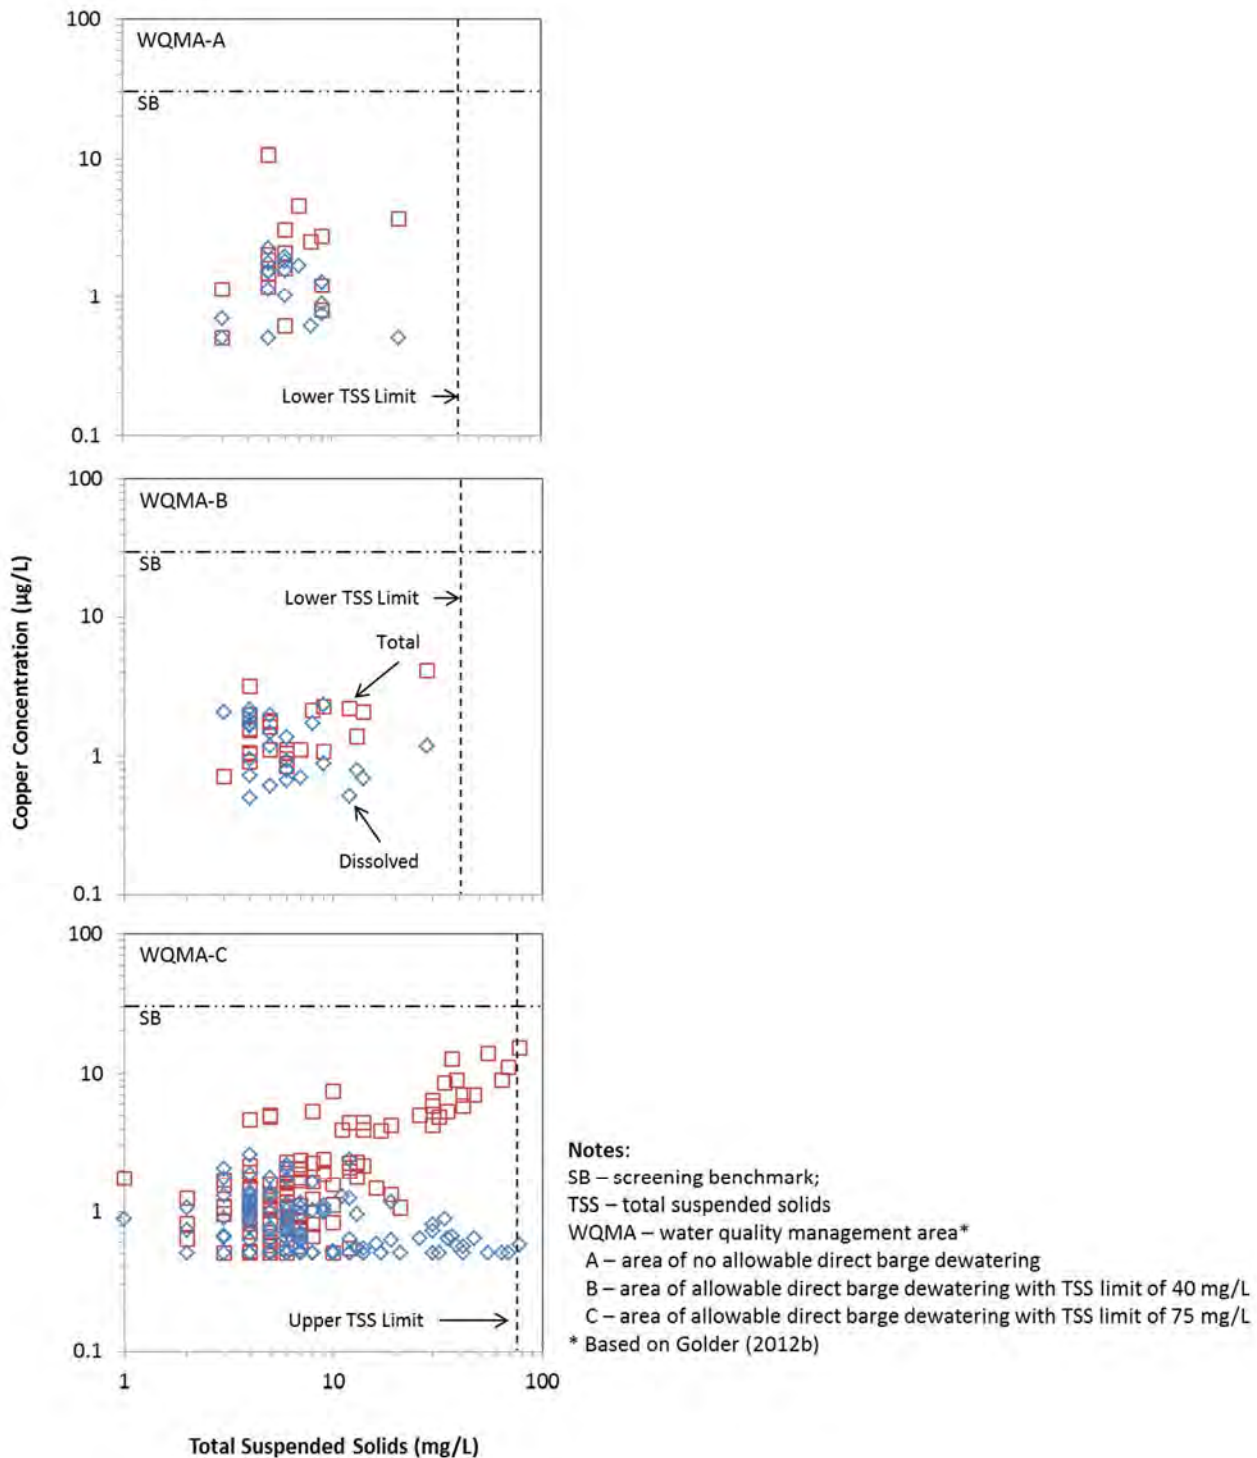 100
WQMA-A
SB
10
1
Lower TSS Limit
0.1
100
WQMA-B
SB
Lower TSS Limit
10
Total
1
Dissolved
0.1
Copper Concentration (µg/L)
100
WQMA-C
SB
10
1
Upper TSS Limit
0.1
1 10 100
Total Suspended Solids (mg/L)
Notes:
SB – screening benchmark;
TSS – total suspended solids
WQMA – water quality management area*
A – area of no allowable direct barge dewatering
B – area of allowable direct barge dewatering with TSS limit of 40 mg/L
C – area of allowable direct barge dewatering with TSS limit of 75 mg/L
* Based on Golder (2012b)